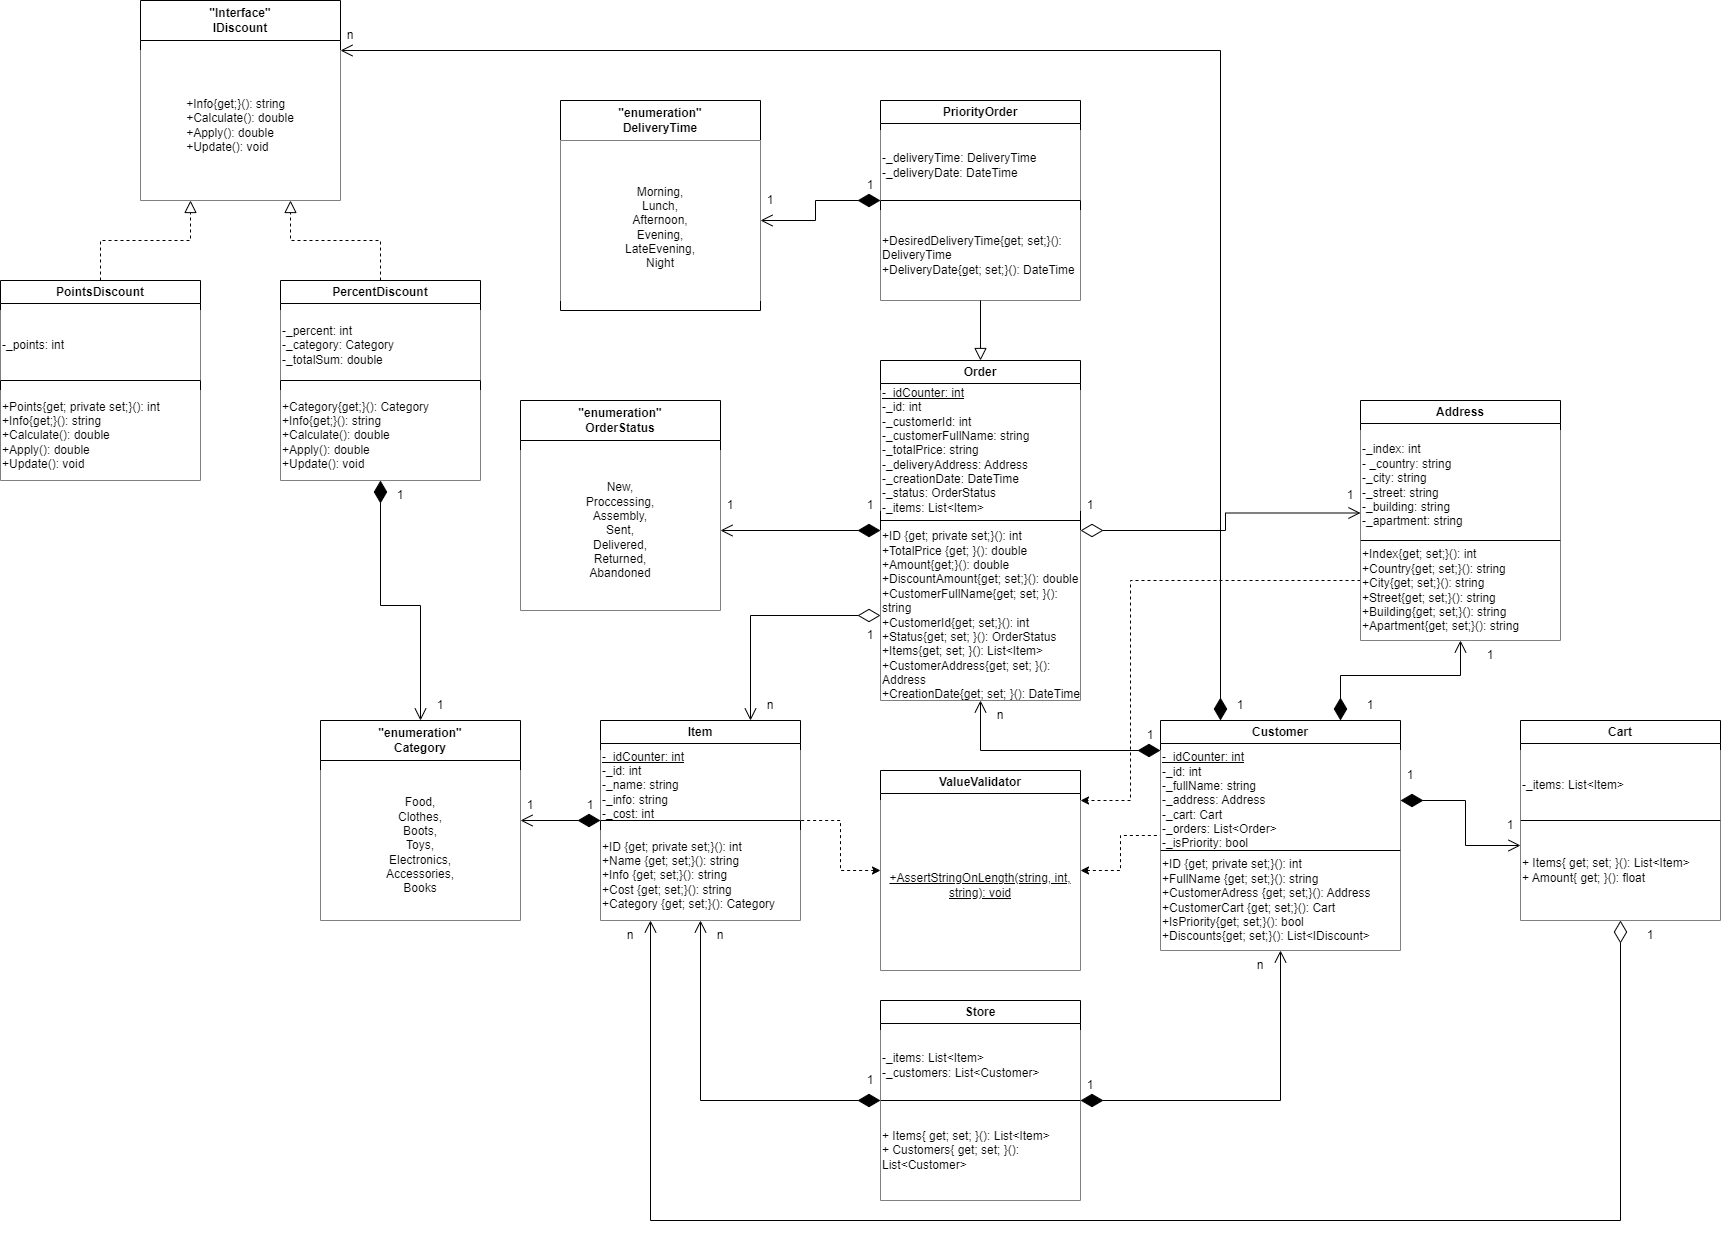 "Interface"
IDiscount
n
+Info{get;}(): string
+Calculate(): double
+Apply(): double
+Update(): void
"enumeration"
DeliveryTime
Morning,
Lunch,
Afternoon,
Evening,
LateEvening,
Night
1
PriorityOrder
-_deliveryTime: DeliveryTime
-_deliveryDate: DateTime
1
+DesiredDeliveryTime{get; set;}():
DeliveryTime
+DeliveryDate{get; set;}(): DateTime
PointsDiscount
-_points: int
+Points{get; private set;}(): int
+Info{get;}(): string
+Calculate(): double
+Apply(): double
+Update(): void
PercentDiscount
-_percent: int
-_category: Category
-_totalSum: double
+Category{get;}(): Category
+Info{get;}(): string
+Calculate(): double
+Apply(): double
+Update(): void
1
"enumeration"
OrderStatus
New,
Proccessing,
Assembly,
Sent,
Delivered,
Returned,
Abandoned
1
Order
-_idCounter: int
-_id: int
-_customerId: int
-_customerFullName: string
-_totalPrice: string
-_deliveryAddress: Address
-_creationDate: DateTime
-_status: OrderStatus
-_items: List<Item>
1
1
+ID {get; private set;}(): int
+TotalPrice {get; }(): double
+Amount{get;}(): double
+DiscountAmount{get; set;}(): double
+CustomerFullName{get; set; }():
string
+CustomerId{get; set;}(): int
+Status{get; set; }(): OrderStatus
+Items{get; set; }(): List<Item>
+CustomerAddress{get; set; }():
Address
+CreationDate{get; set; }(): DateTime
1
n
Address
-_index: int
- _country: string
-_city: string
-_street: string
-_building: string
-_apartment: string
1
+Index{get; set;}(): int
+Country{get; set;}(): string
+City{get; set;}(): string
+Street{get; set;}(): string
+Building{get; set;}(): string
+Apartment{get; set;}(): string
1
1
"enumeration"
Category
Food,
Clothes,
Boots,
Toys,
Electronics,
Accessories,
Books
1
1
n
Item
-_idCounter: int
-_id: int
-_name: string
-_info: string
-_cost: int
+ID {get; private set;}(): int
+Name {get; set;}(): string
+Info {get; set;}(): string
+Cost {get; set;}(): string
+Category {get; set;}(): Category
n
n
ValueValidator
+AssertStringOnLength(string, int,
string): void
1
1
1
Customer
-_idCounter: int
-_id: int
-_fullName: string
-_address: Address
-_cart: Cart
-_orders: List<Order>
-_isPriority: bool
+ID {get; private set;}(): int
+FullName {get; set;}(): string
+CustomerAdress {get; set;}(): Address
+CustomerCart {get; set;}(): Cart
+IsPriority{get; set;}(): bool
+Discounts{get; set;}(): List<IDiscount>
n
1
1
Cart
-_items: List<Item>
+ Items{ get; set; }(): List<Item>
+ Amount{ get; }(): float
1
Store
-_items: List<Item>
-_customers: List<Customer>
1
1
+ Items{ get; set; }(): List<Item>
+ Customers{ get; set; }():
List<Customer>